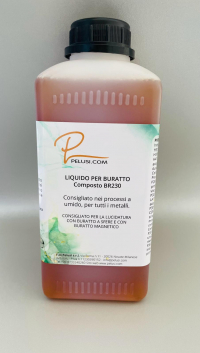 PELUSI.COM
LIQUIDO PER BURATTO
Composto BR230
Consigliato nei processi a
umido, per tutti i metalli.
CONSIGLIATO PER LA LUCIDATURA
CON BURATTO A SFERE E CON
BURATTO MAGNETICO